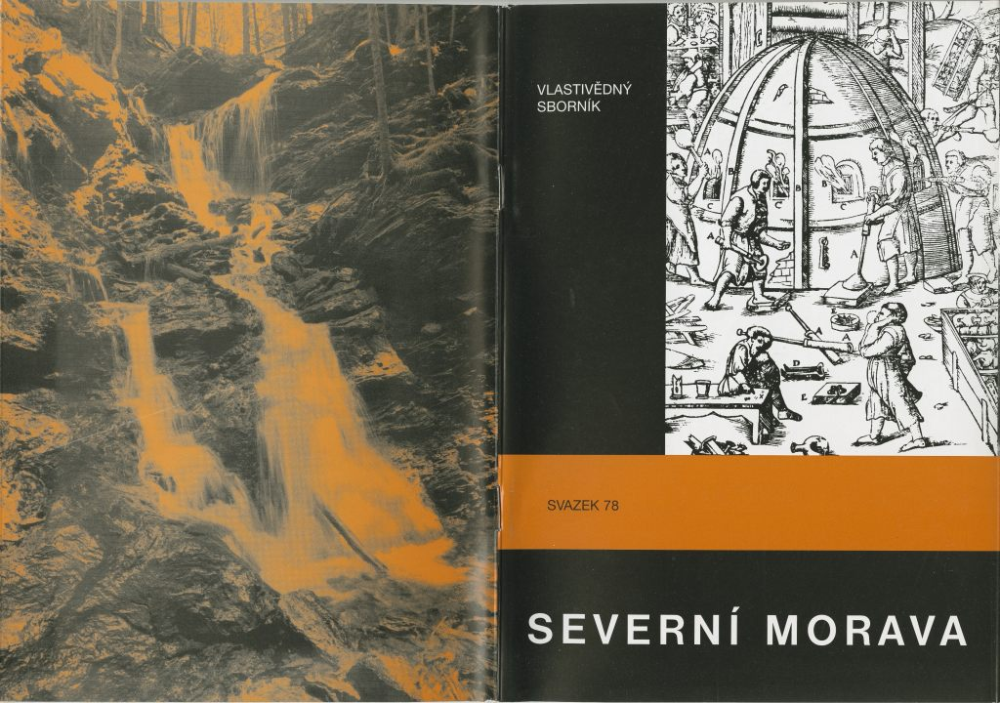 VLASTIVĚDNÝ
SBORNÍK
SVAZEK 78
SEVERNÍ MORAVA